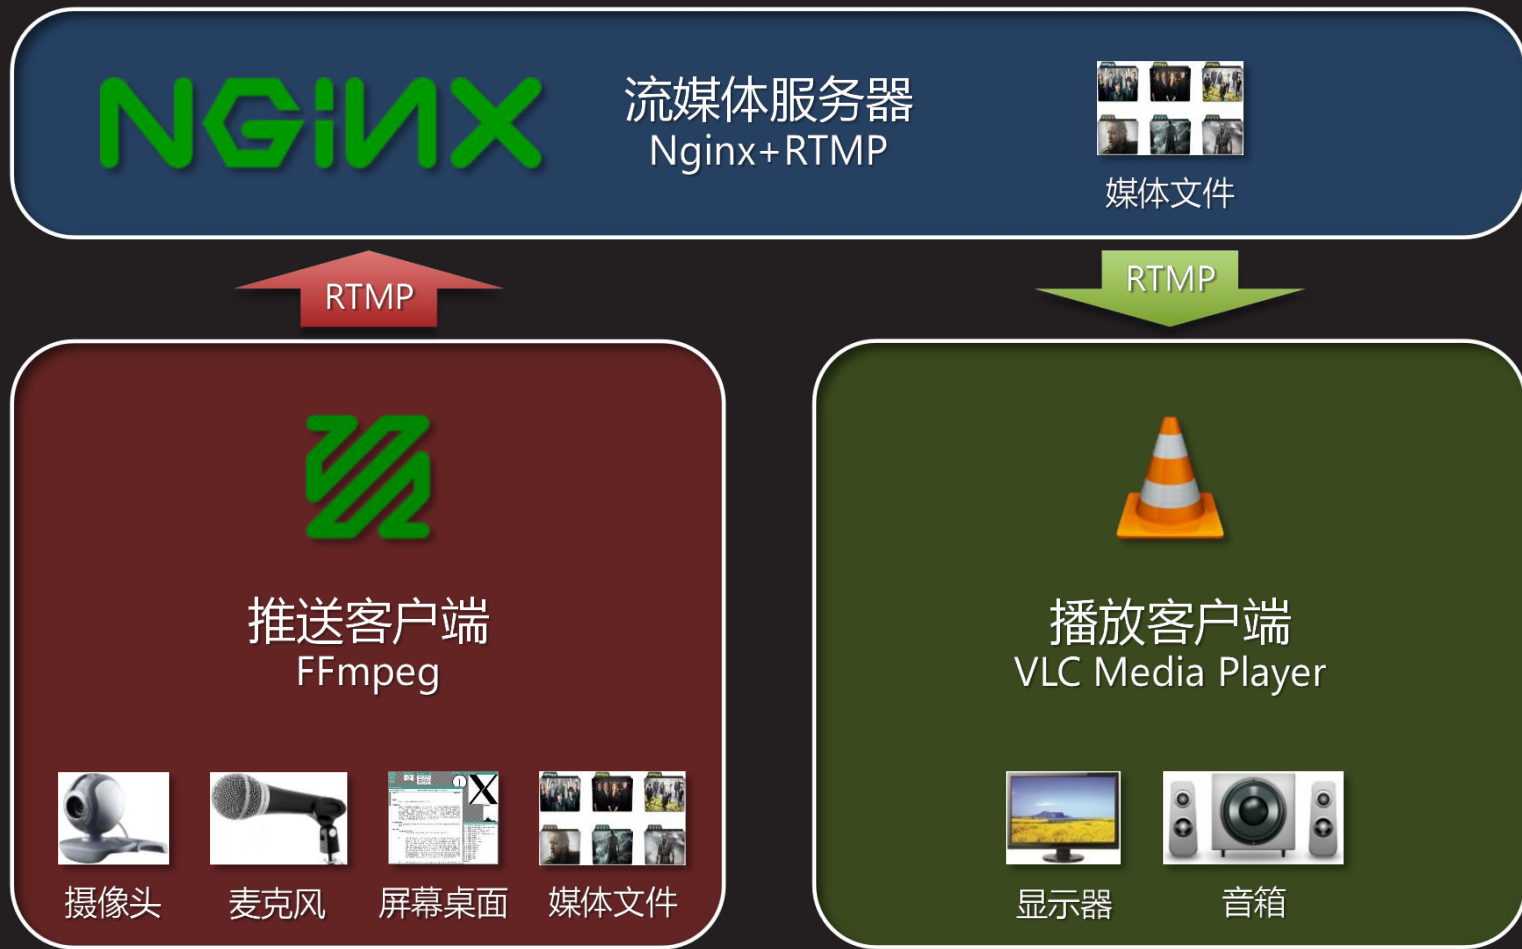 NGiNX
流媒体服务器
Nginx+RTMP
媒体文件
RTMP
RTMP
推送客户端
FFmpeg
播放客户端
VLC Media Player
X
摄像头
麦克风
屏幕桌面
媒体文件
显示器
音箱